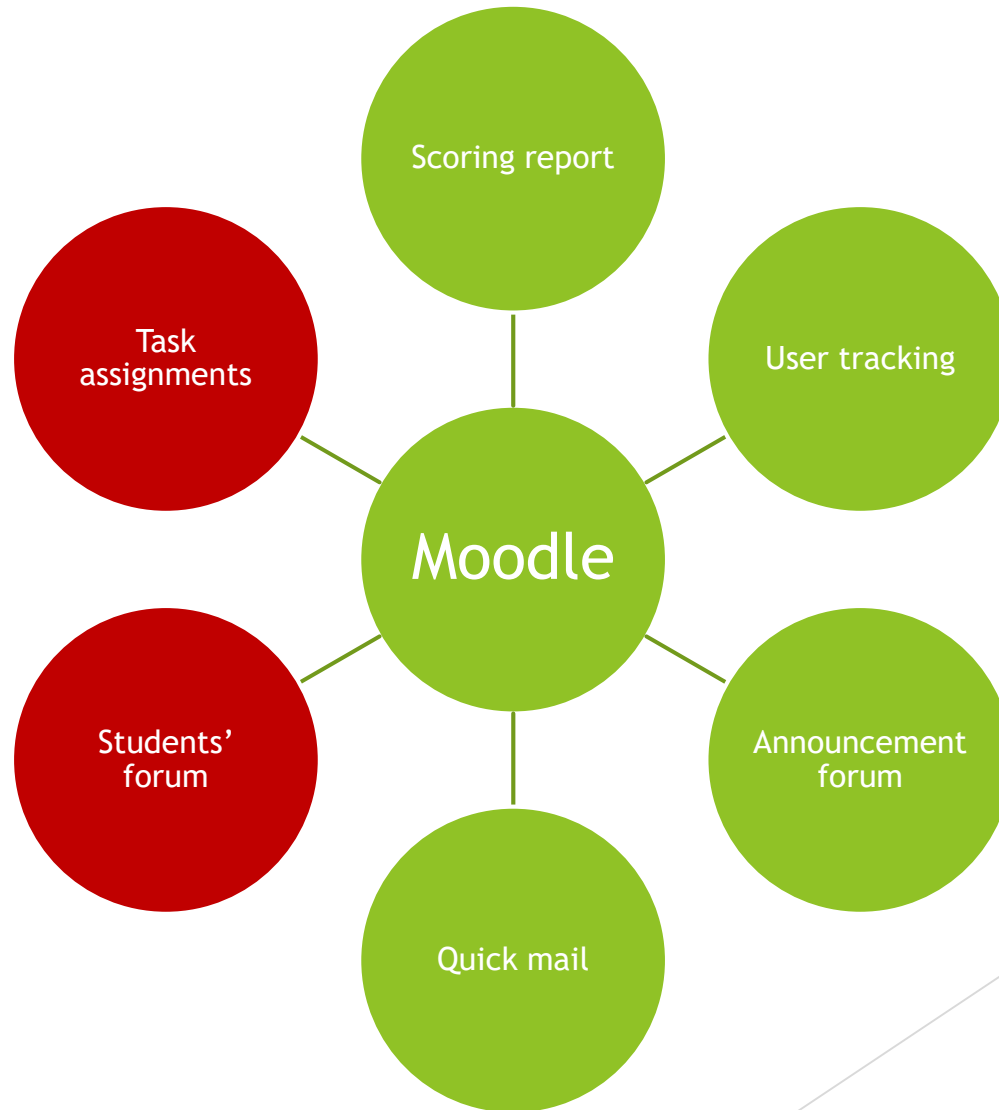 Scoring report
Task
assignments
User tracking
Moodle
Students’
forum
Announcement
forum
Quick mail